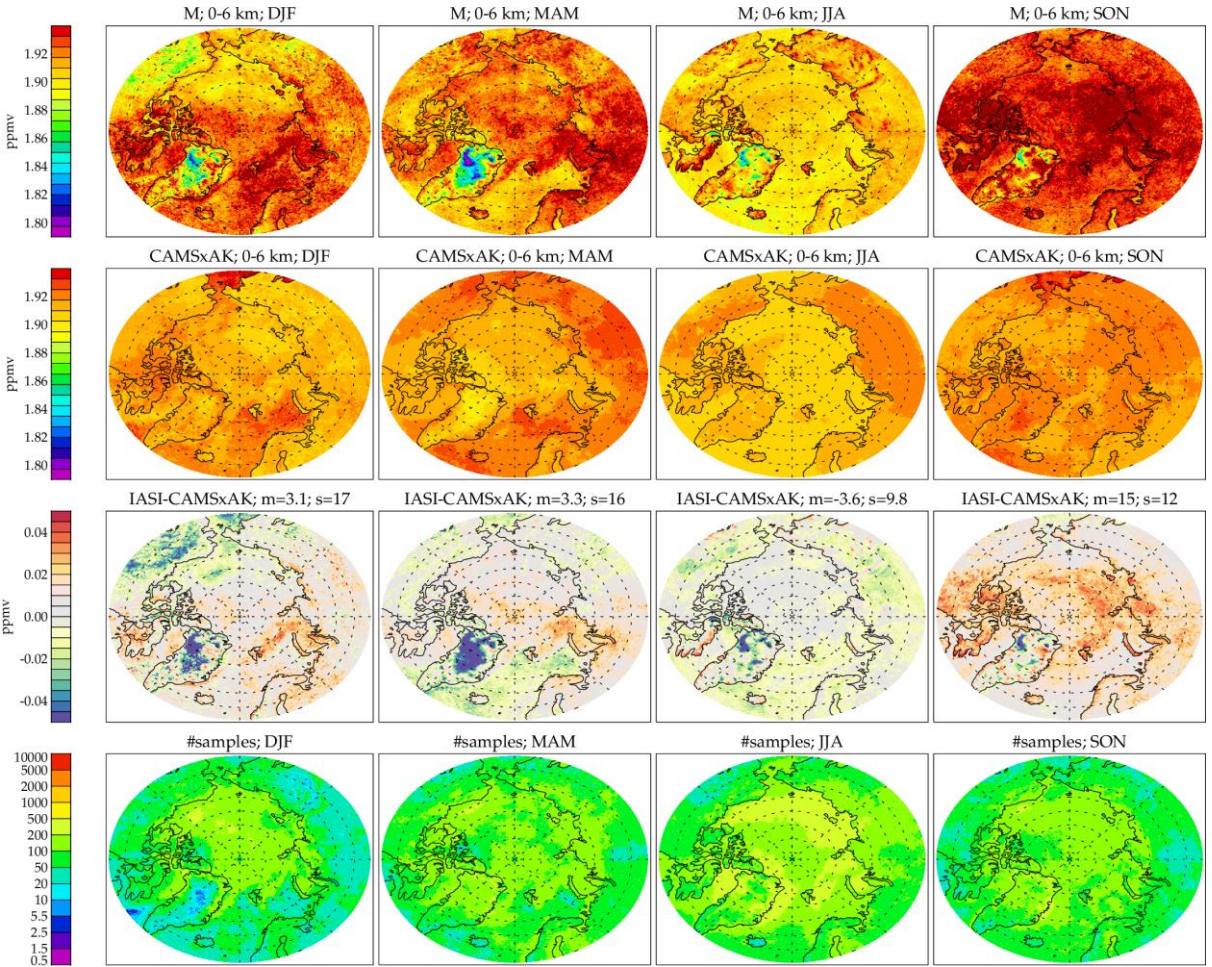 M; 0-6 km; DJF
M; 0-6 km; MAM
M; 0-6 km; JJA
M; 0-6 km; SON
1.92
1.90
1.88
1.86
1.84
1.82
1.80
ppmv
CAMSxAK; 0-6 km; DJF
CAMSxAK; 0-6 km; MAM
CAMSxAK; 0-6 km; JJA
CAMSxAK; 0-6 km; SON
1.92
1.90
1.88
1.86
1.84
1.82
1.80
ppmv
IASI-CAMSxAK; m=3.1; s=17
IASI-CAMSxAK; m=3.3; s=16
IASI-CAMSxAK; m=-3.6; s=9.8
IASI-CAMSxAK; m=15; s=12
0.04
0.02
0.00
-0.02
-0.04
ppmv
#samples; DJF
#samples; MAM
#samples; JJA
#samples; SON
10000
5000
2000
1000
500
200
100
50
20
10
5.5
2.5
1.5
0.5